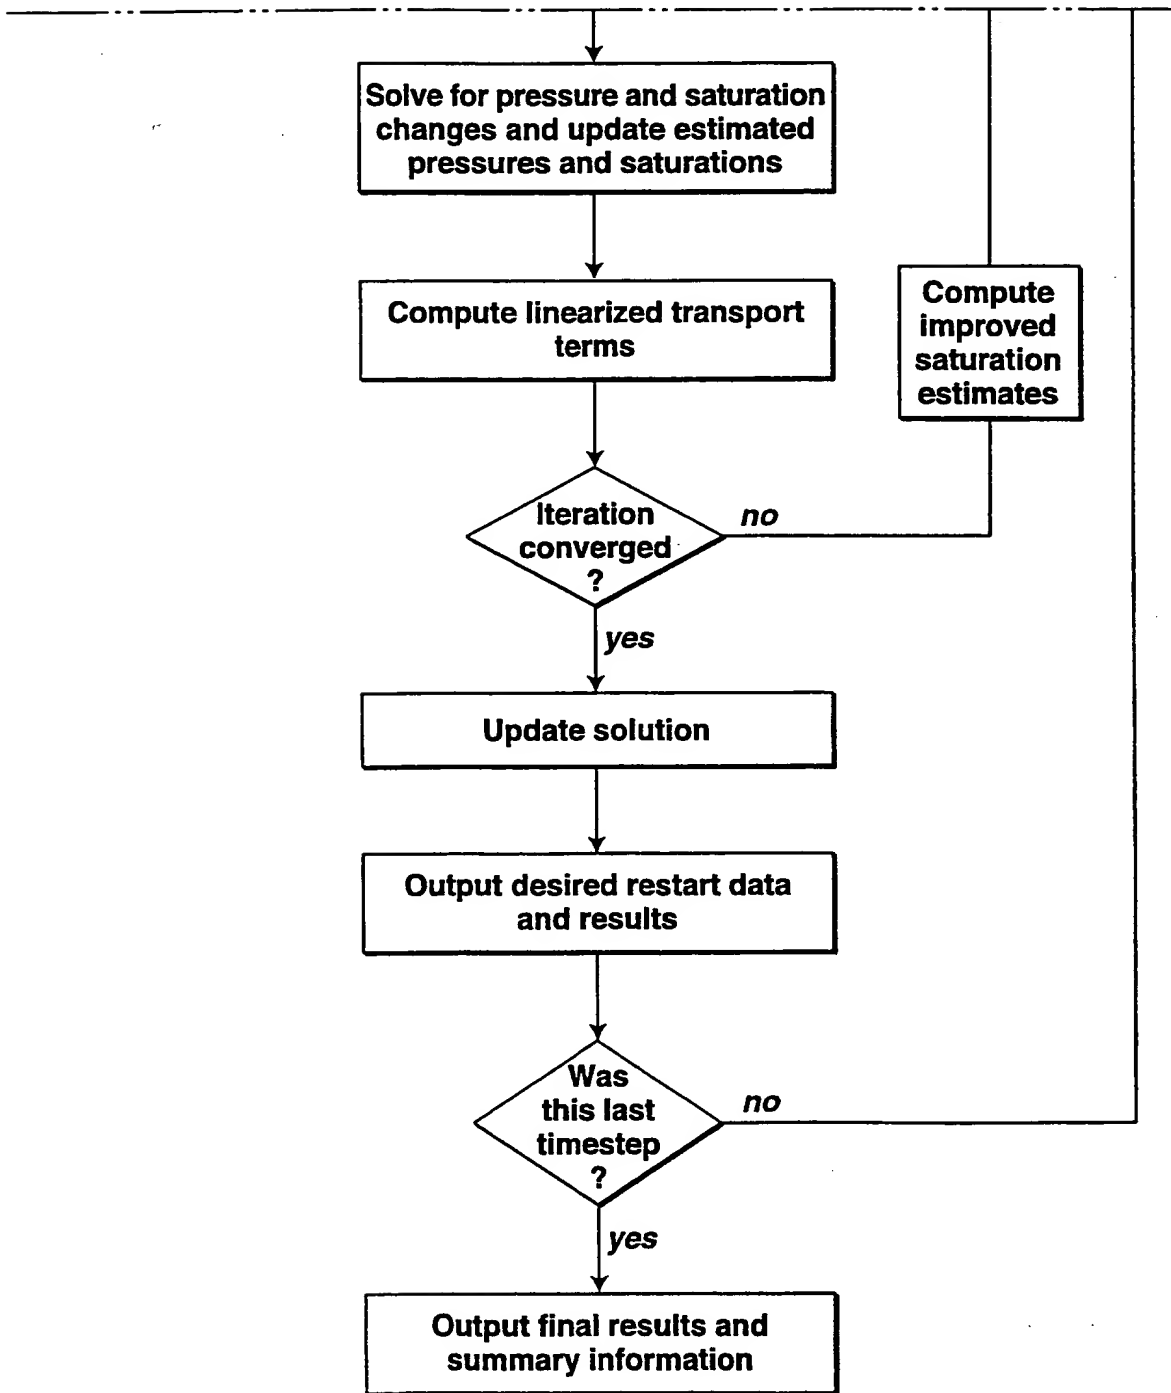 Solve for pressure and saturation
changes and update estimated
pressures and saturations
Compute linearized transport
terms
Compute
improved
saturation
estimates
Iteration
converged
?
no
yes
Update solution
Output desired restart data
and results
Was
this last
timestep
?
no
yes
Output final results and
summary information